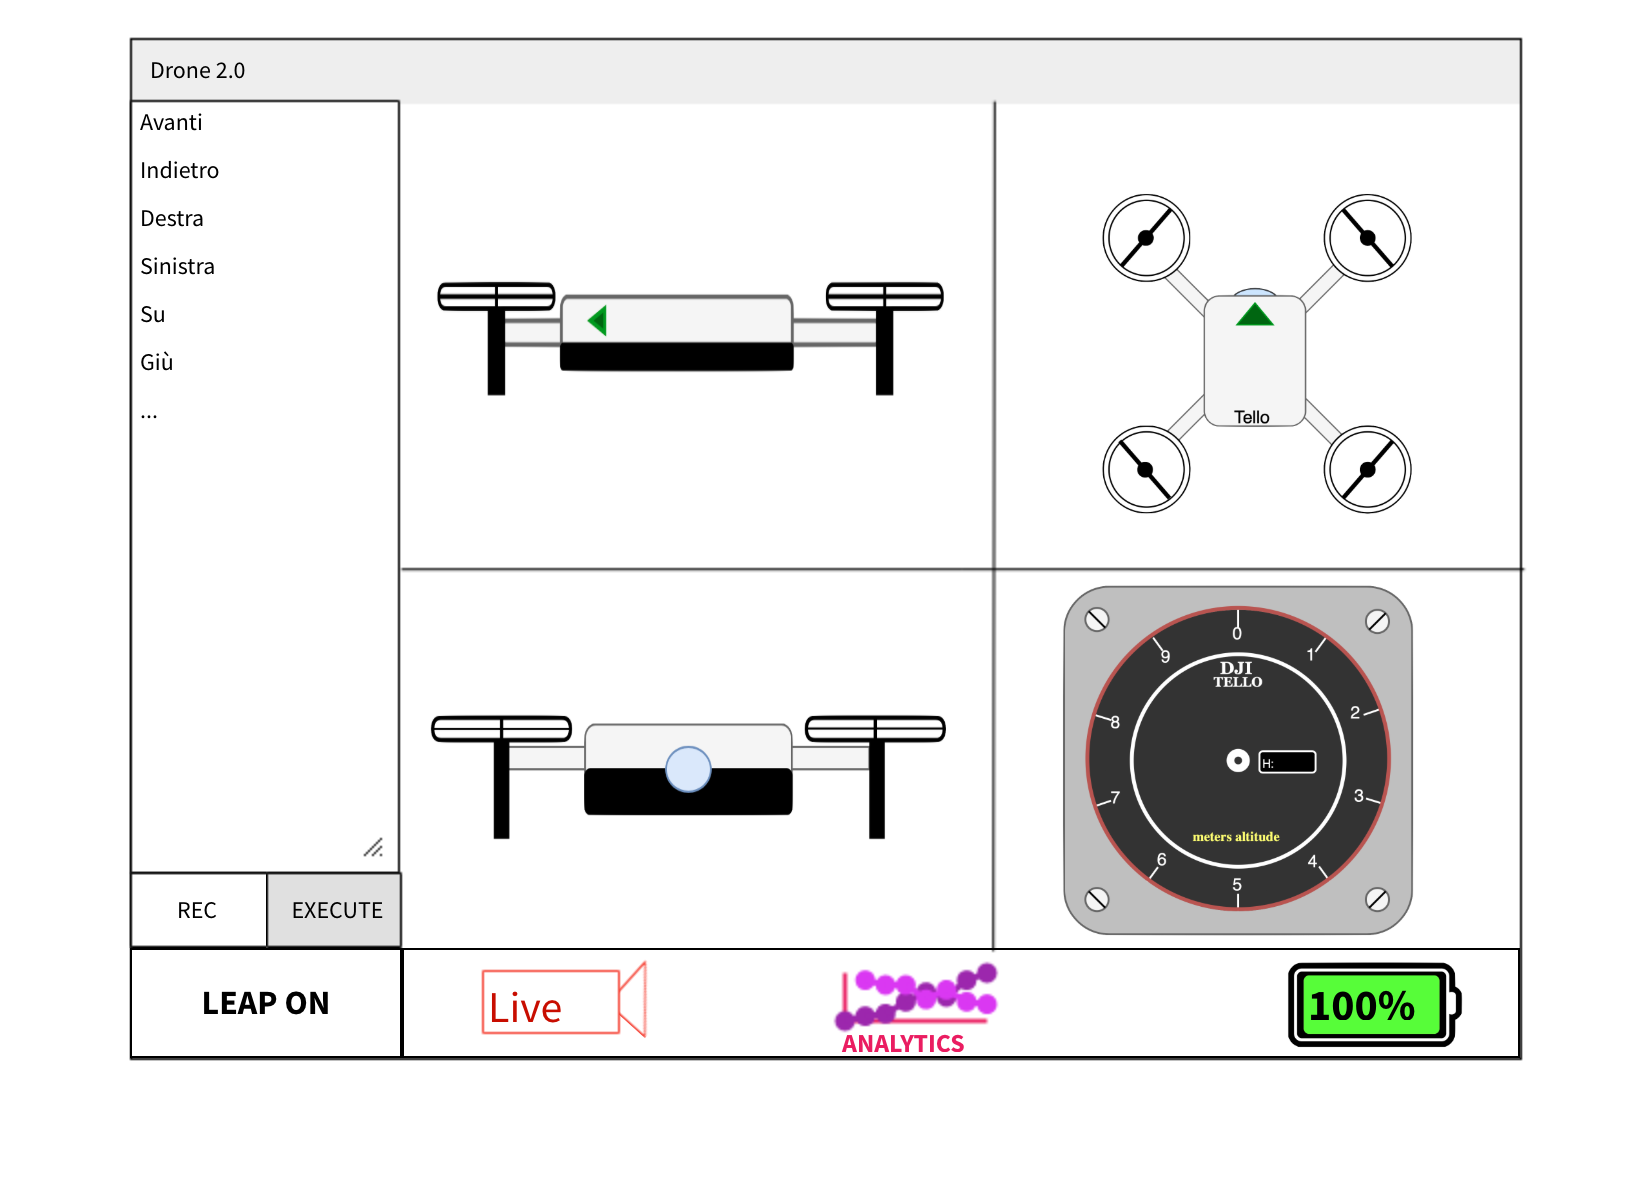 Drone 2.0
Avanti
Indietro
Destra
Sinistra
Su
Giù
...
REC
EXECUTE
LEAP ON
Tello
0
1
2
3
4
5
6
7
8
9
DJI
TELLO
H:
meters altitude
Live
ANALYTICS
100%